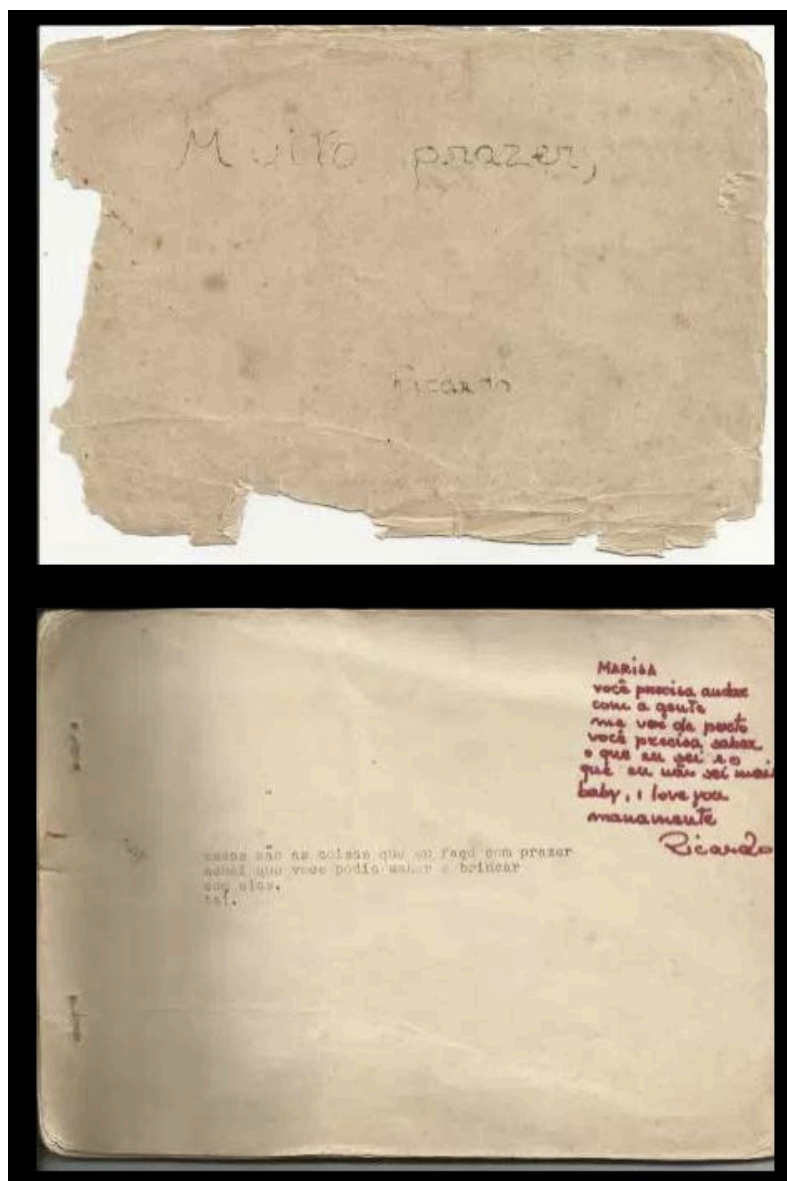 Muito prazer,
Ricardo
MARISA
você precisa andar
com a gente
me ver de perto
você precisa saber
o que eu sei e o
que eu não sei mais
baby, i love you
manamente
Ricardo
essas são as coisas que eu faço com prazer
achei que voce podia saber e brincar
com elas.
taí.